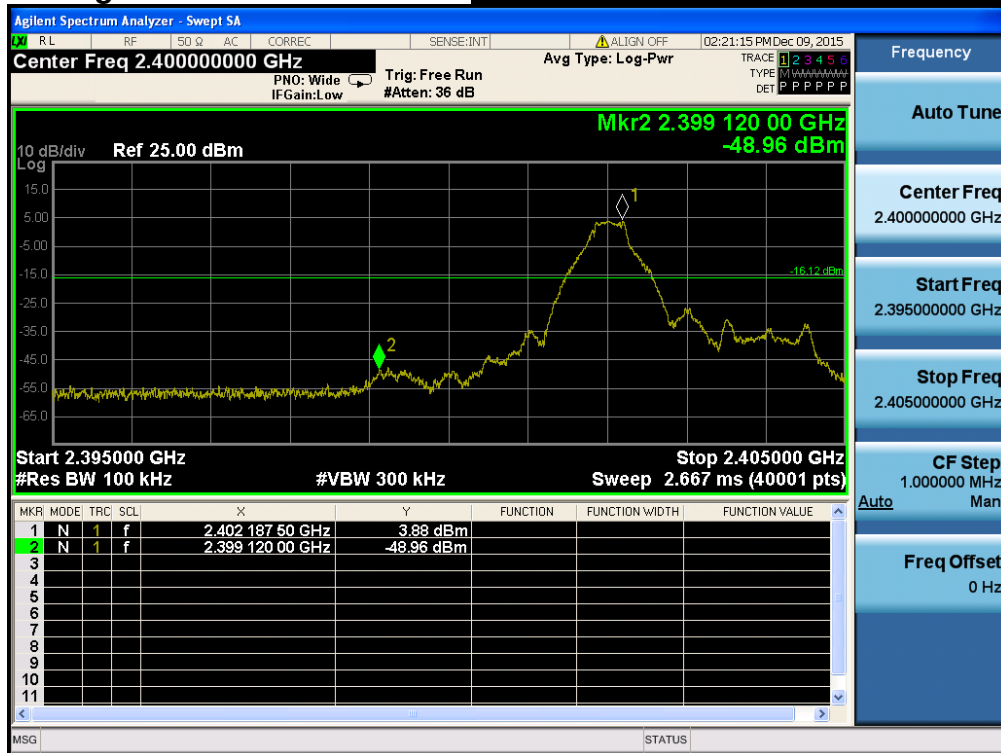 Agilent Spectrum Analyzer - Swept SA
LXI RL RF 50 Ω AC CORREC SENSE:INT ALIGN OFF 02:21:15 PM Dec 09, 2015
Center Freq 2.400000000 GHz
PNO: Wide
IFGain:Low
Trig: Free Run
#Atten: 36 dB
Avg Type: Log-Pwr
TRACE 1 2 3 4 5 6
TYPE M
DET P P P P P P
Mkr2 2.399 120 00 GHz
-48.96 dBm
10 dB/div Ref 25.00 dBm
Log
15.0
5.00
-5.00
-15.0
-25.0
-35.0
-45.0
-55.0
-65.0
1
-16.12 dBm
2
Start 2.395000 GHz Stop 2.405000 GHz
#Res BW 100 kHz #VBW 300 kHz Sweep 2.667 ms (40001 pts)
MKR MODE TRC SCL X Y FUNCTION FUNCTION WIDTH FUNCTION VALUE
1 N 1 f 2.402 187 50 GHz 3.88 dBm
2 N 1 f 2.399 120 00 GHz -48.96 dBm
3
4
5
6
7
8
9
10
11
MSG STATUS
Frequency
Auto Tune
Center Freq
2.400000000 GHz
Start Freq
2.395000000 GHz
Stop Freq
2.405000000 GHz
CF Step
1.000000 MHz
Auto Man
Freq Offset
0 Hz